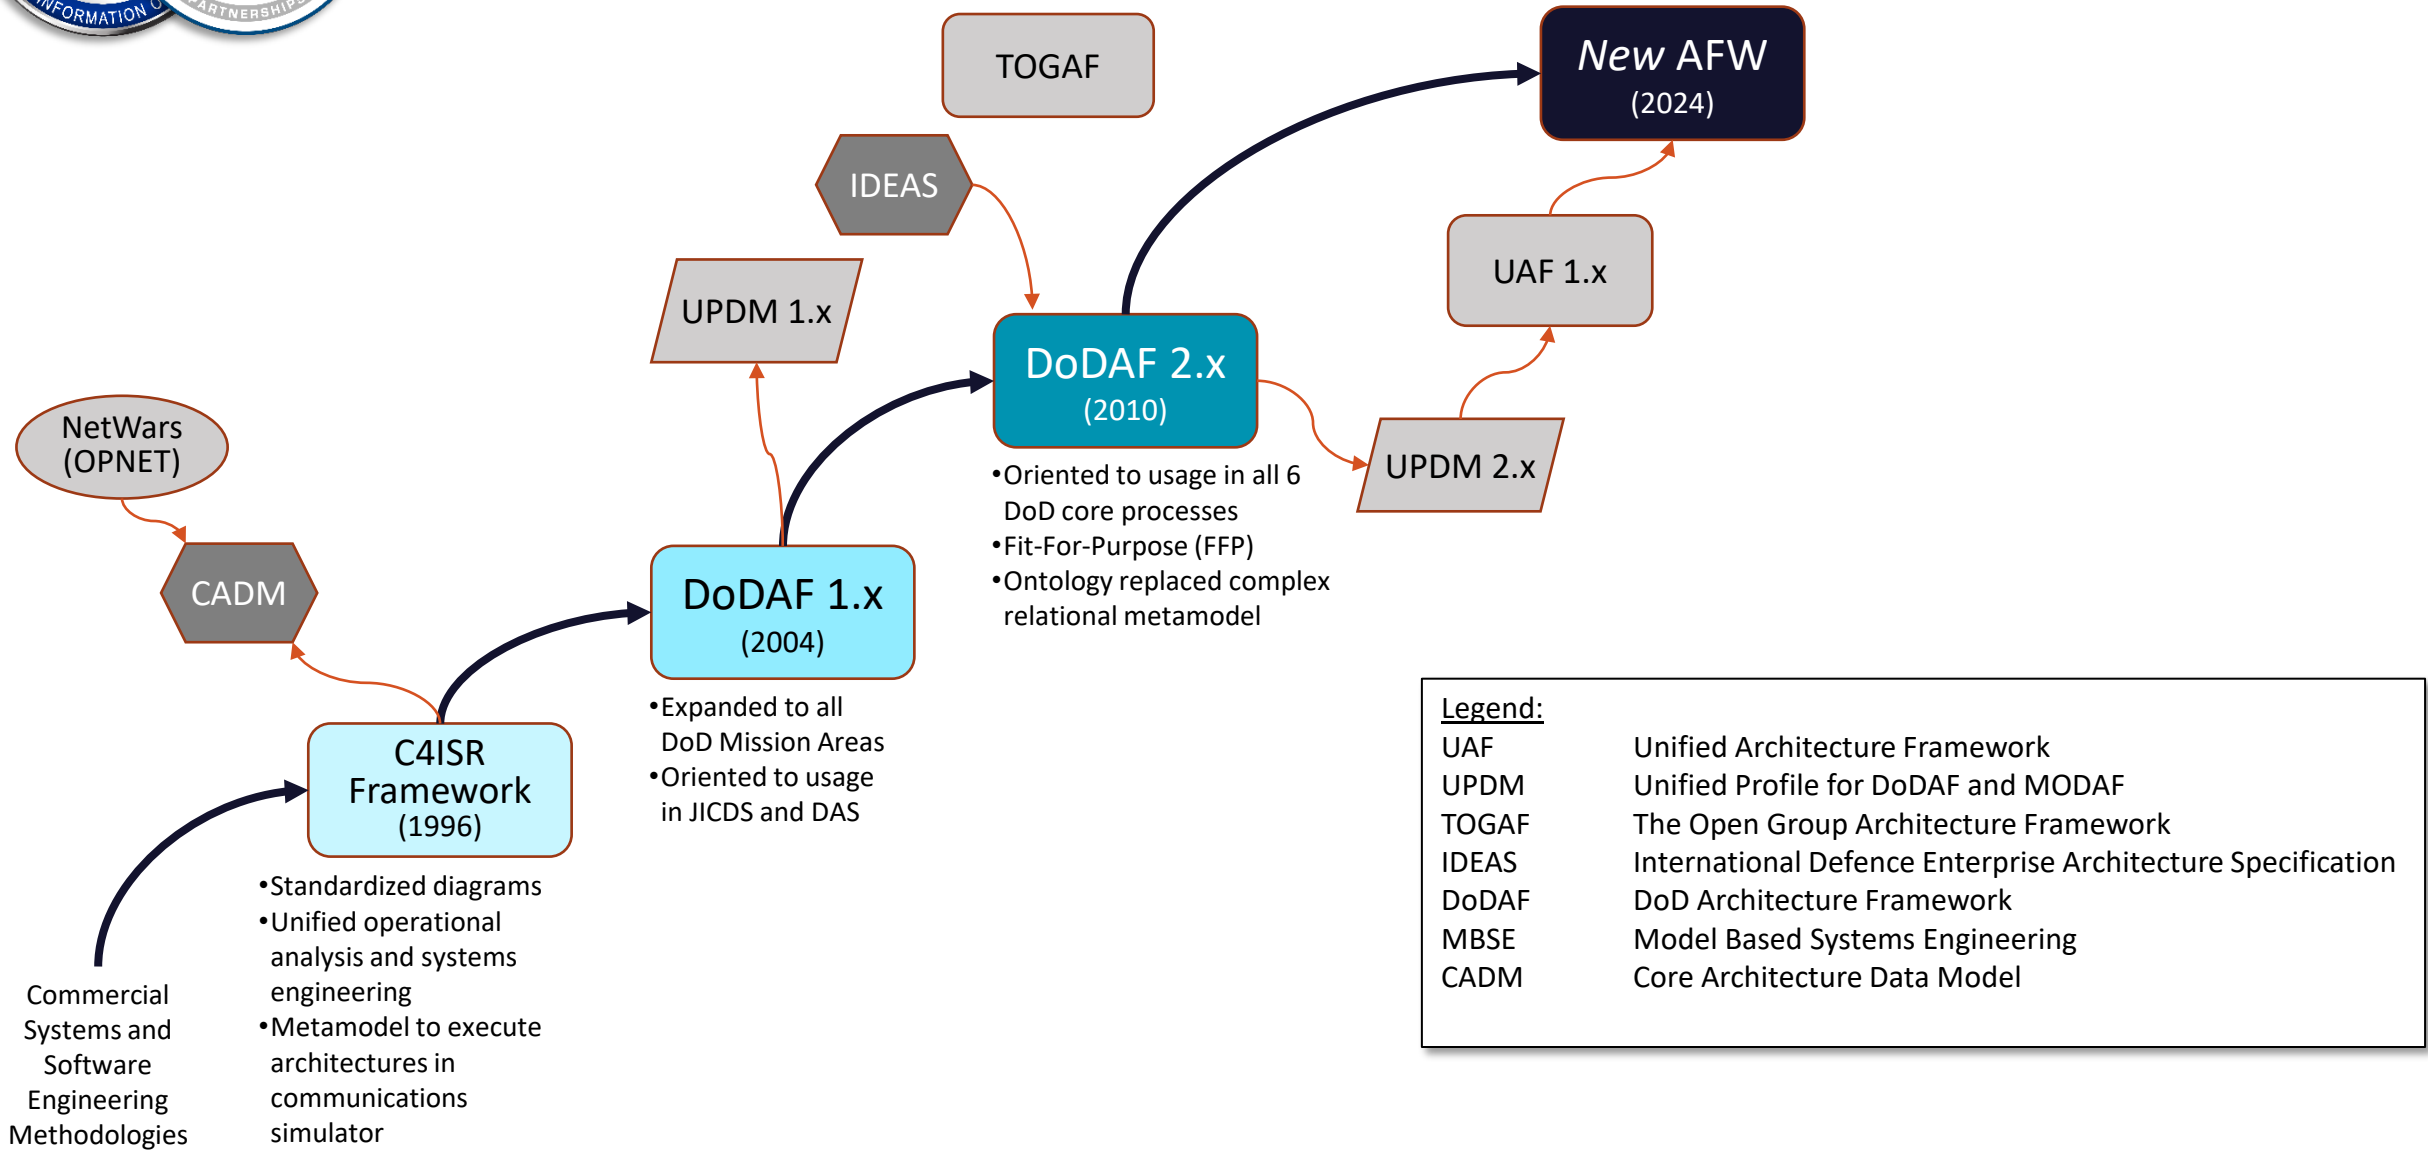 INFORMATION
PARTNERSHIPS
TOGAF
New AFW
(2024)
IDEAS
UPDM 1.x
UAF 1.x
DoDAF 2.x
(2010)
NetWars
(OPNET)
UPDM 2.x
•Oriented to usage in all 6
DoD core processes
•Fit-For-Purpose (FFP)
•Ontology replaced complex
relational metamodel
CADM
DoDAF 1.x
(2004)
•Expanded to all
DoD Mission Areas
•Oriented to usage
in JICDS and DAS
C4ISR
Framework
(1996)
•Standardized diagrams
•Unified operational
analysis and systems
engineering
•Metamodel to execute
architectures in
communications
simulator
Commercial
Systems and
Software
Engineering
Methodologies
Legend:
UAF Unified Architecture Framework
UPDM Unified Profile for DoDAF and MODAF
TOGAF The Open Group Architecture Framework
IDEAS International Defence Enterprise Architecture Specification
DoDAF DoD Architecture Framework
MBSE Model Based Systems Engineering
CADM Core Architecture Data Model